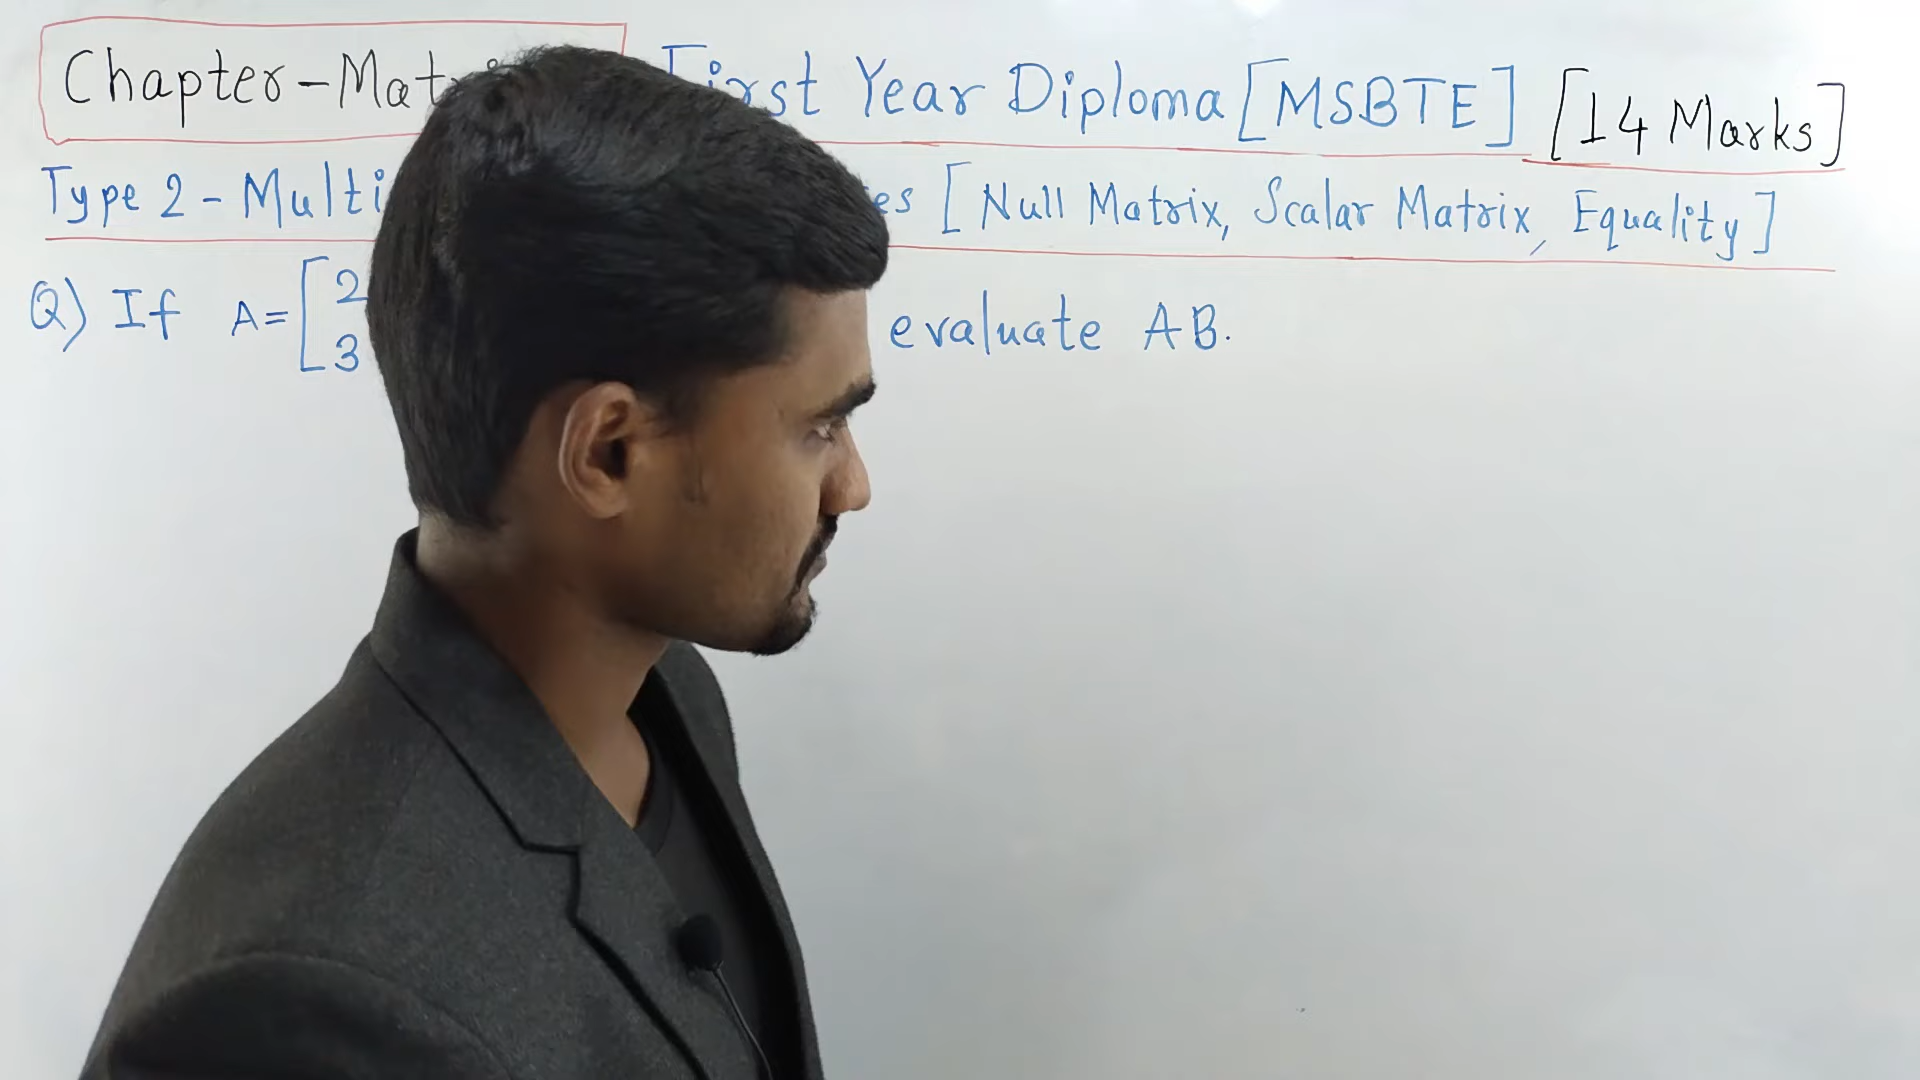 Chapter-Mat
First Year Diploma [MSBTE] [14 Marks]
Type 2 - Multi es [Null Matrix, Scalar Matrix, Equality]
Q) If A=[2
3
evaluate AB.